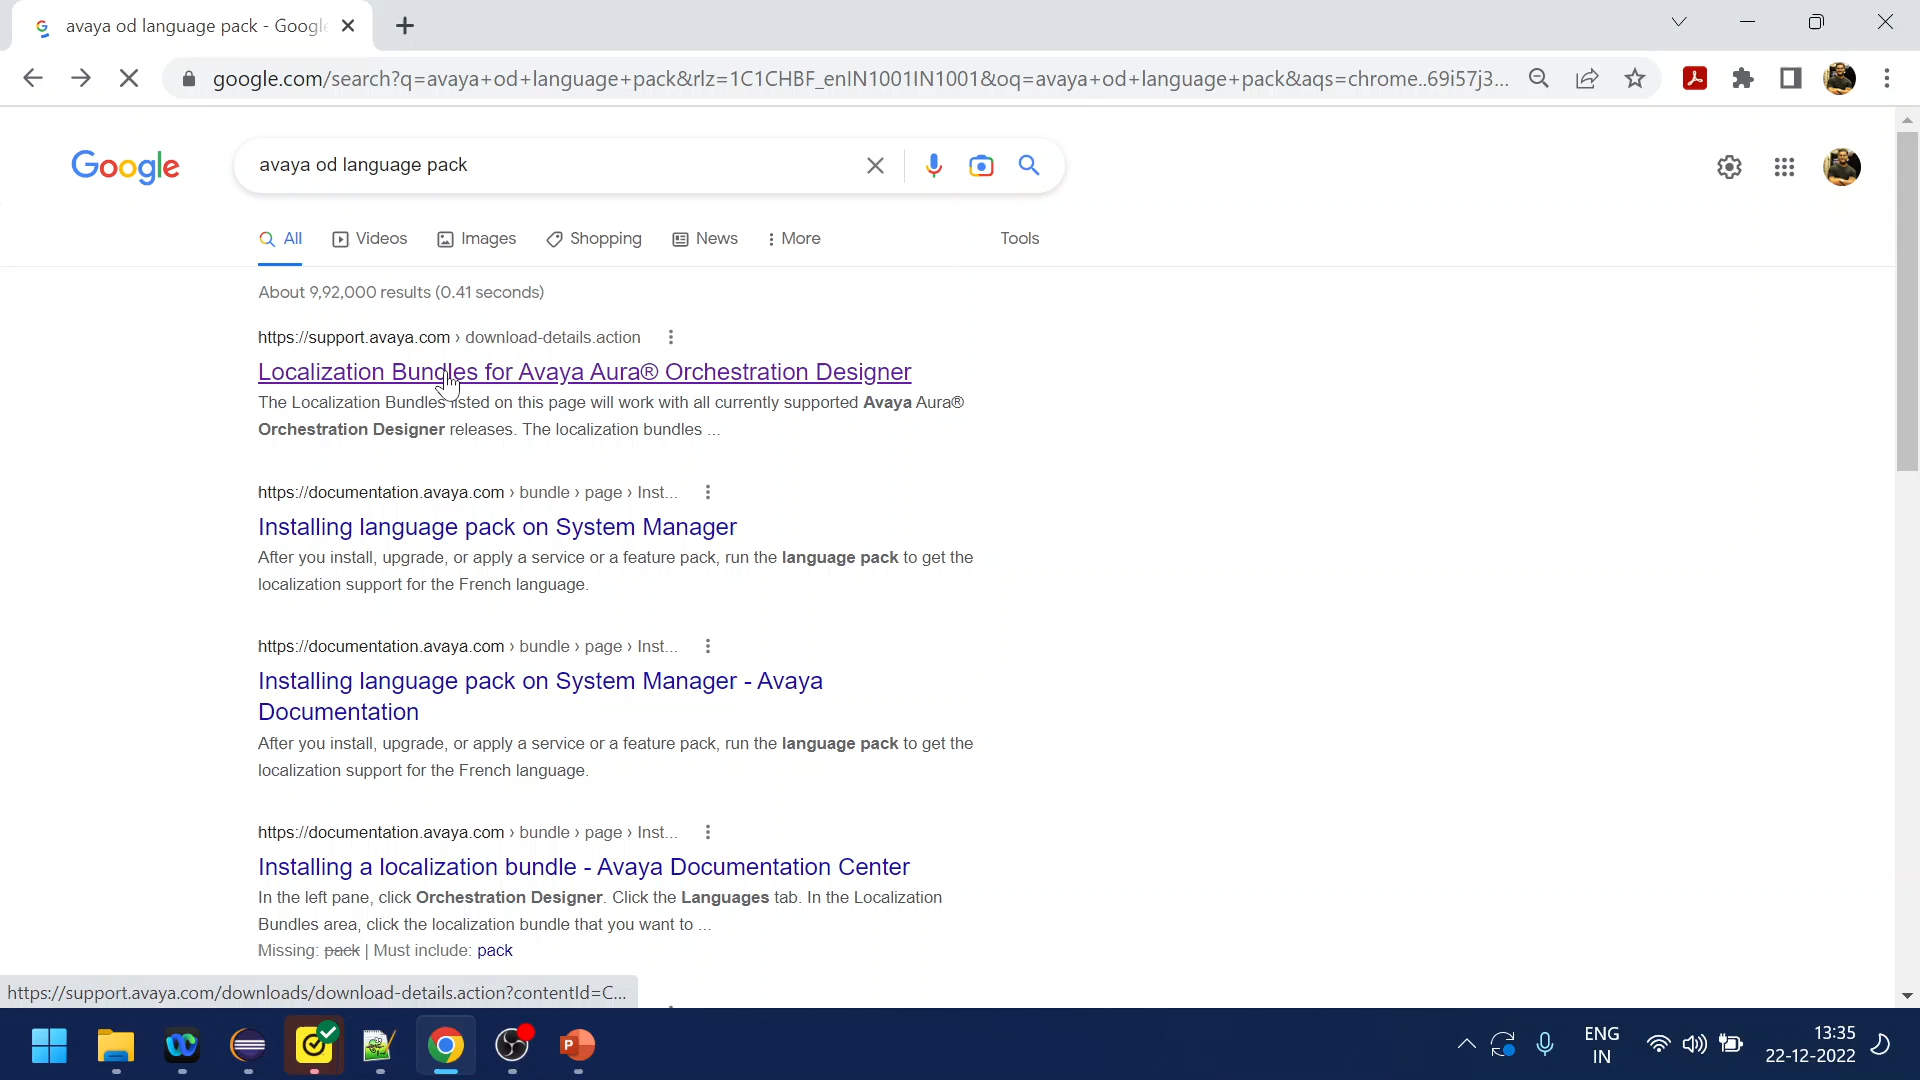 avaya od language pack - Google
google.com/search?q=avaya+od+language+pack&rlz=1C1CHBF_enIN1001IN1001&oq=avaya+od+language+pack&aqs=chrome..69i57j3...
Google
avaya od language pack
All Videos Images Shopping News More Tools
About 9,92,000 results (0.41 seconds)
https://support.avaya.com › download-details.action
Localization Bundles for Avaya Aura® Orchestration Designer
The Localization Bundles listed on this page will work with all currently supported Avaya Aura®
Orchestration Designer releases. The localization bundles ...
https://documentation.avaya.com › bundle › page › Inst...
Installing language pack on System Manager
After you install, upgrade, or apply a service or a feature pack, run the language pack to get the
localization support for the French language.
https://documentation.avaya.com › bundle › page › Inst...
Installing language pack on System Manager - Avaya
Documentation
After you install, upgrade, or apply a service or a feature pack, run the language pack to get the
localization support for the French language.
https://documentation.avaya.com › bundle › page › Inst...
Installing a localization bundle - Avaya Documentation Center
In the left pane, click Orchestration Designer. Click the Languages tab. In the Localization
Bundles area, click the localization bundle that you want to ...
Missing: pack | Must include: pack
https://support.avaya.com/downloads/download-details.action?contentId=C...
ENG
IN
13:35
22-12-2022